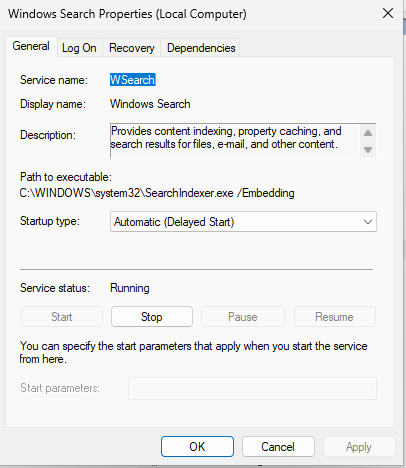 Windows Search Properties (Local Computer)
General Log On Recovery Dependencies
Service name: WSearch
Display name: Windows Search
Description: Provides content indexing, property caching, and
search results for files, e-mail, and other content.
Path to executable:
C:\WINDOWS\system32\SearchIndexer.exe /Embedding
Startup type: Automatic (Delayed Start)
Service status: Running
Start Stop Pause Resume
You can specify the start parameters that apply when you start the service
from here.
Start parameters:
OK Cancel Apply